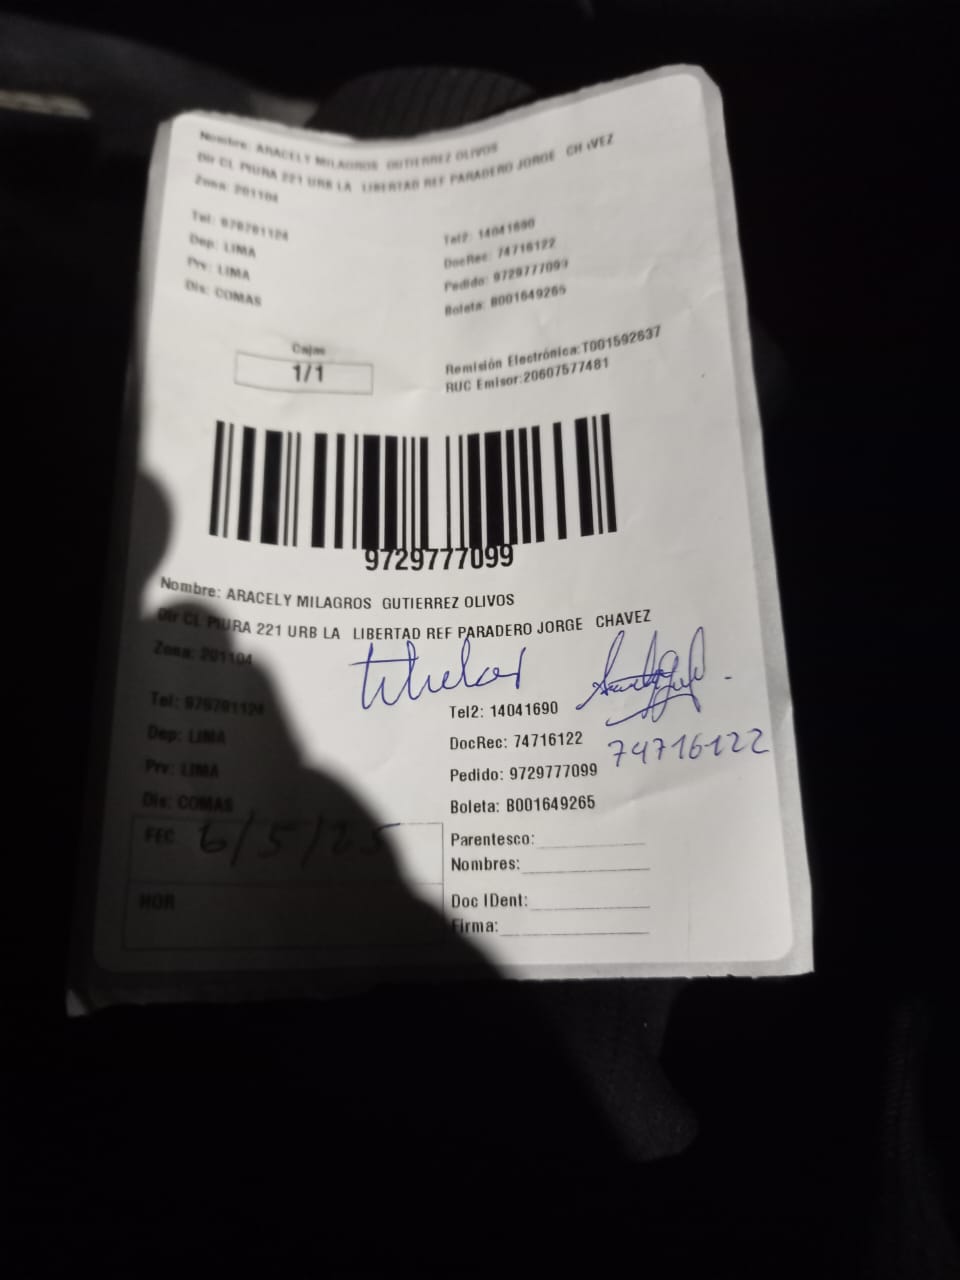 Nombre: ARACELY MILAGROS GUTIERREZ OLIVOS
Dir CL PIURA 221 URB LA LIBERTAD REF PARADERO JORGE CHAVEZ
Zona: 201104
Tel: 976791124
Tel2: 14041690
Dep: LIMA
DocRec: 74716122
Prv: LIMA
Pedido: 9729777099
Dis: COMAS
Boleta: B001649265
Cajas
1/1
Remisión Electrónica:T001592637
RUC Emisor:20607577481
9729777099
Nombre: ARACELY MILAGROS GUTIERREZ OLIVOS
Dir CL PIURA 221 URB LA LIBERTAD REF PARADERO JORGE CHAVEZ
Zona: 201104
titular
Tel: 976791124
Tel2: 14041690
Dep: LIMA
DocRec: 74716122
74716122
Prv: LIMA
Pedido: 9729777099
Dis: COMAS
Boleta: B001649265
FEC 6/5/25
Parentesco:
Nombres:
HOR
Doc IDent:
Firma: